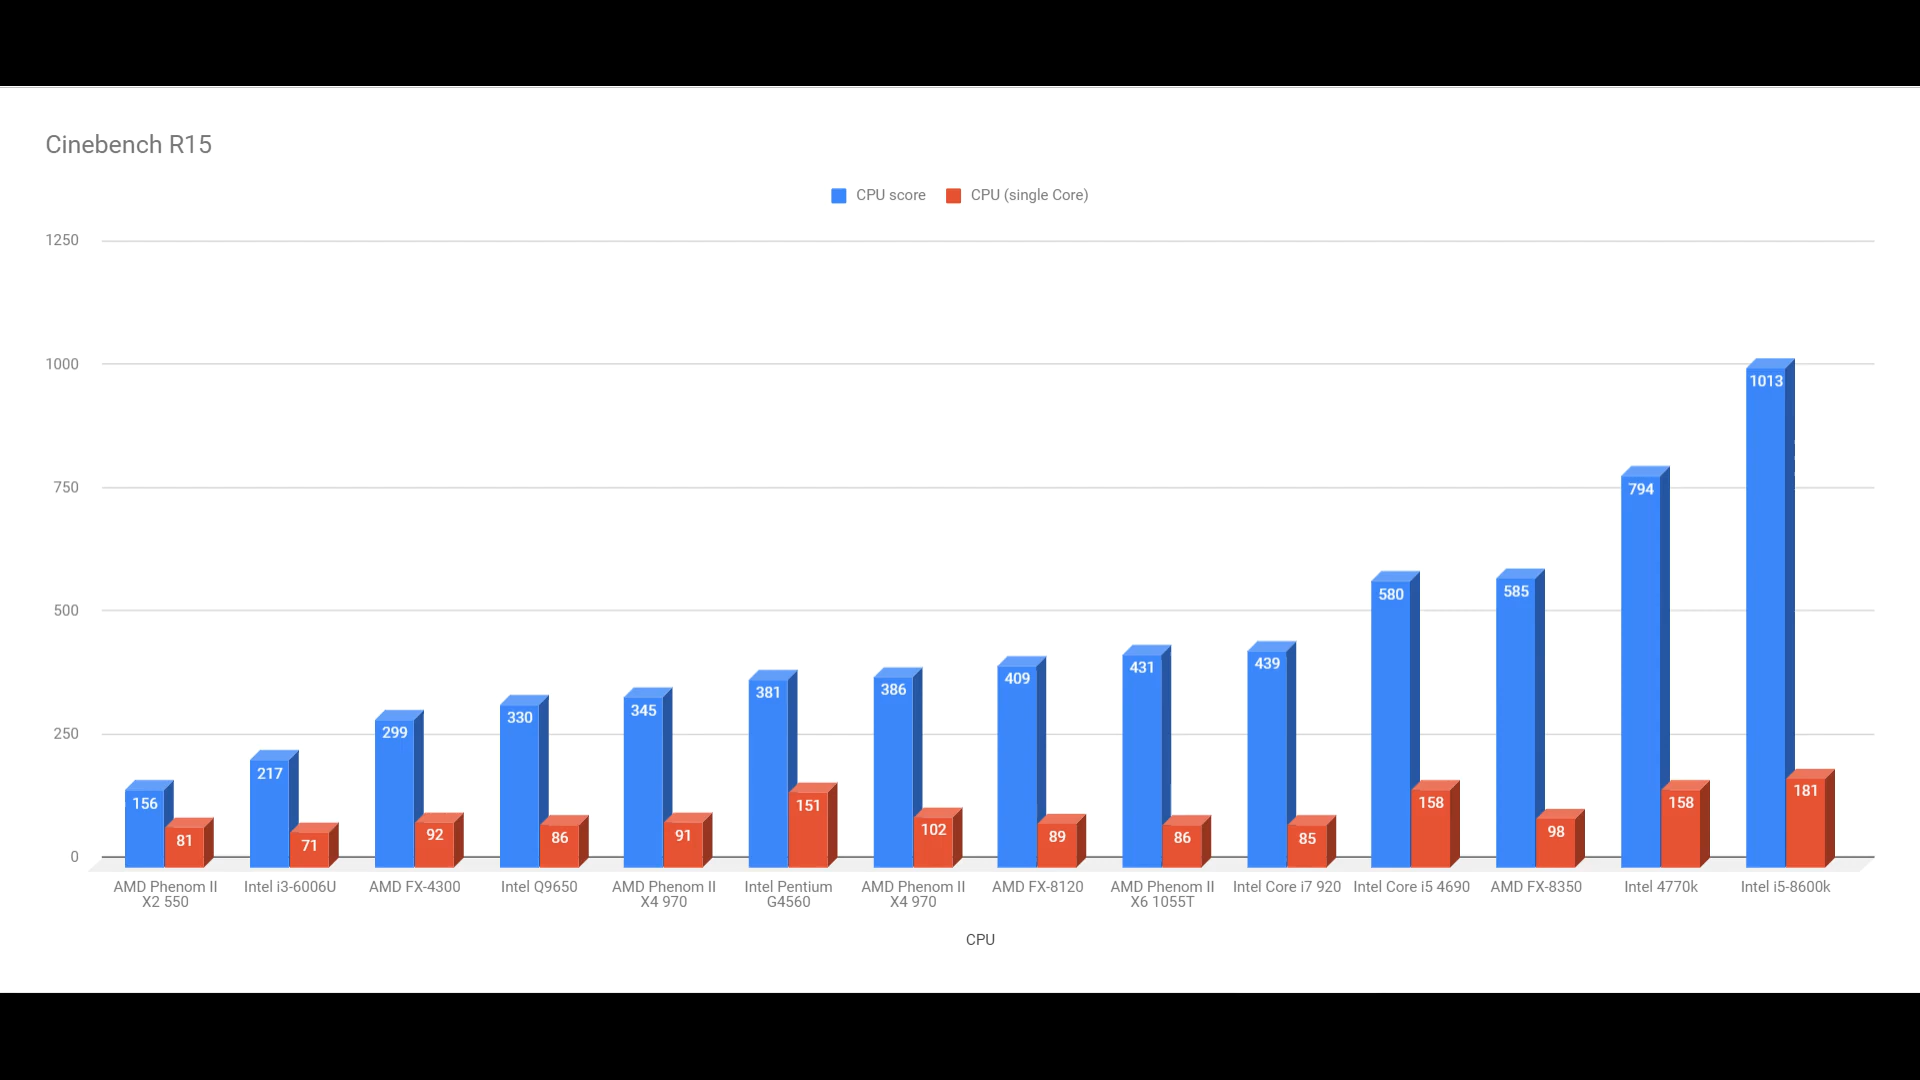 Cinebench R15
CPU score CPU (single Core)
1250
1000
750
500
250
0
156 81 217 71 299 92 330 86 345 91 381 151 386 102 409 89 431 86 439 85 580 158 585 98 794 158 1013 181
AMD Phenom II Intel i3-6006U AMD FX-4300 Intel Q9650 AMD Phenom II Intel Pentium AMD Phenom II AMD FX-8120 AMD Phenom II Intel Core i7 920 Intel Core i5 4690 AMD FX-8350 Intel 4770k Intel i5-8600k
X2 550 X4 970 G4560 X4 970 X6 1055T
CPU